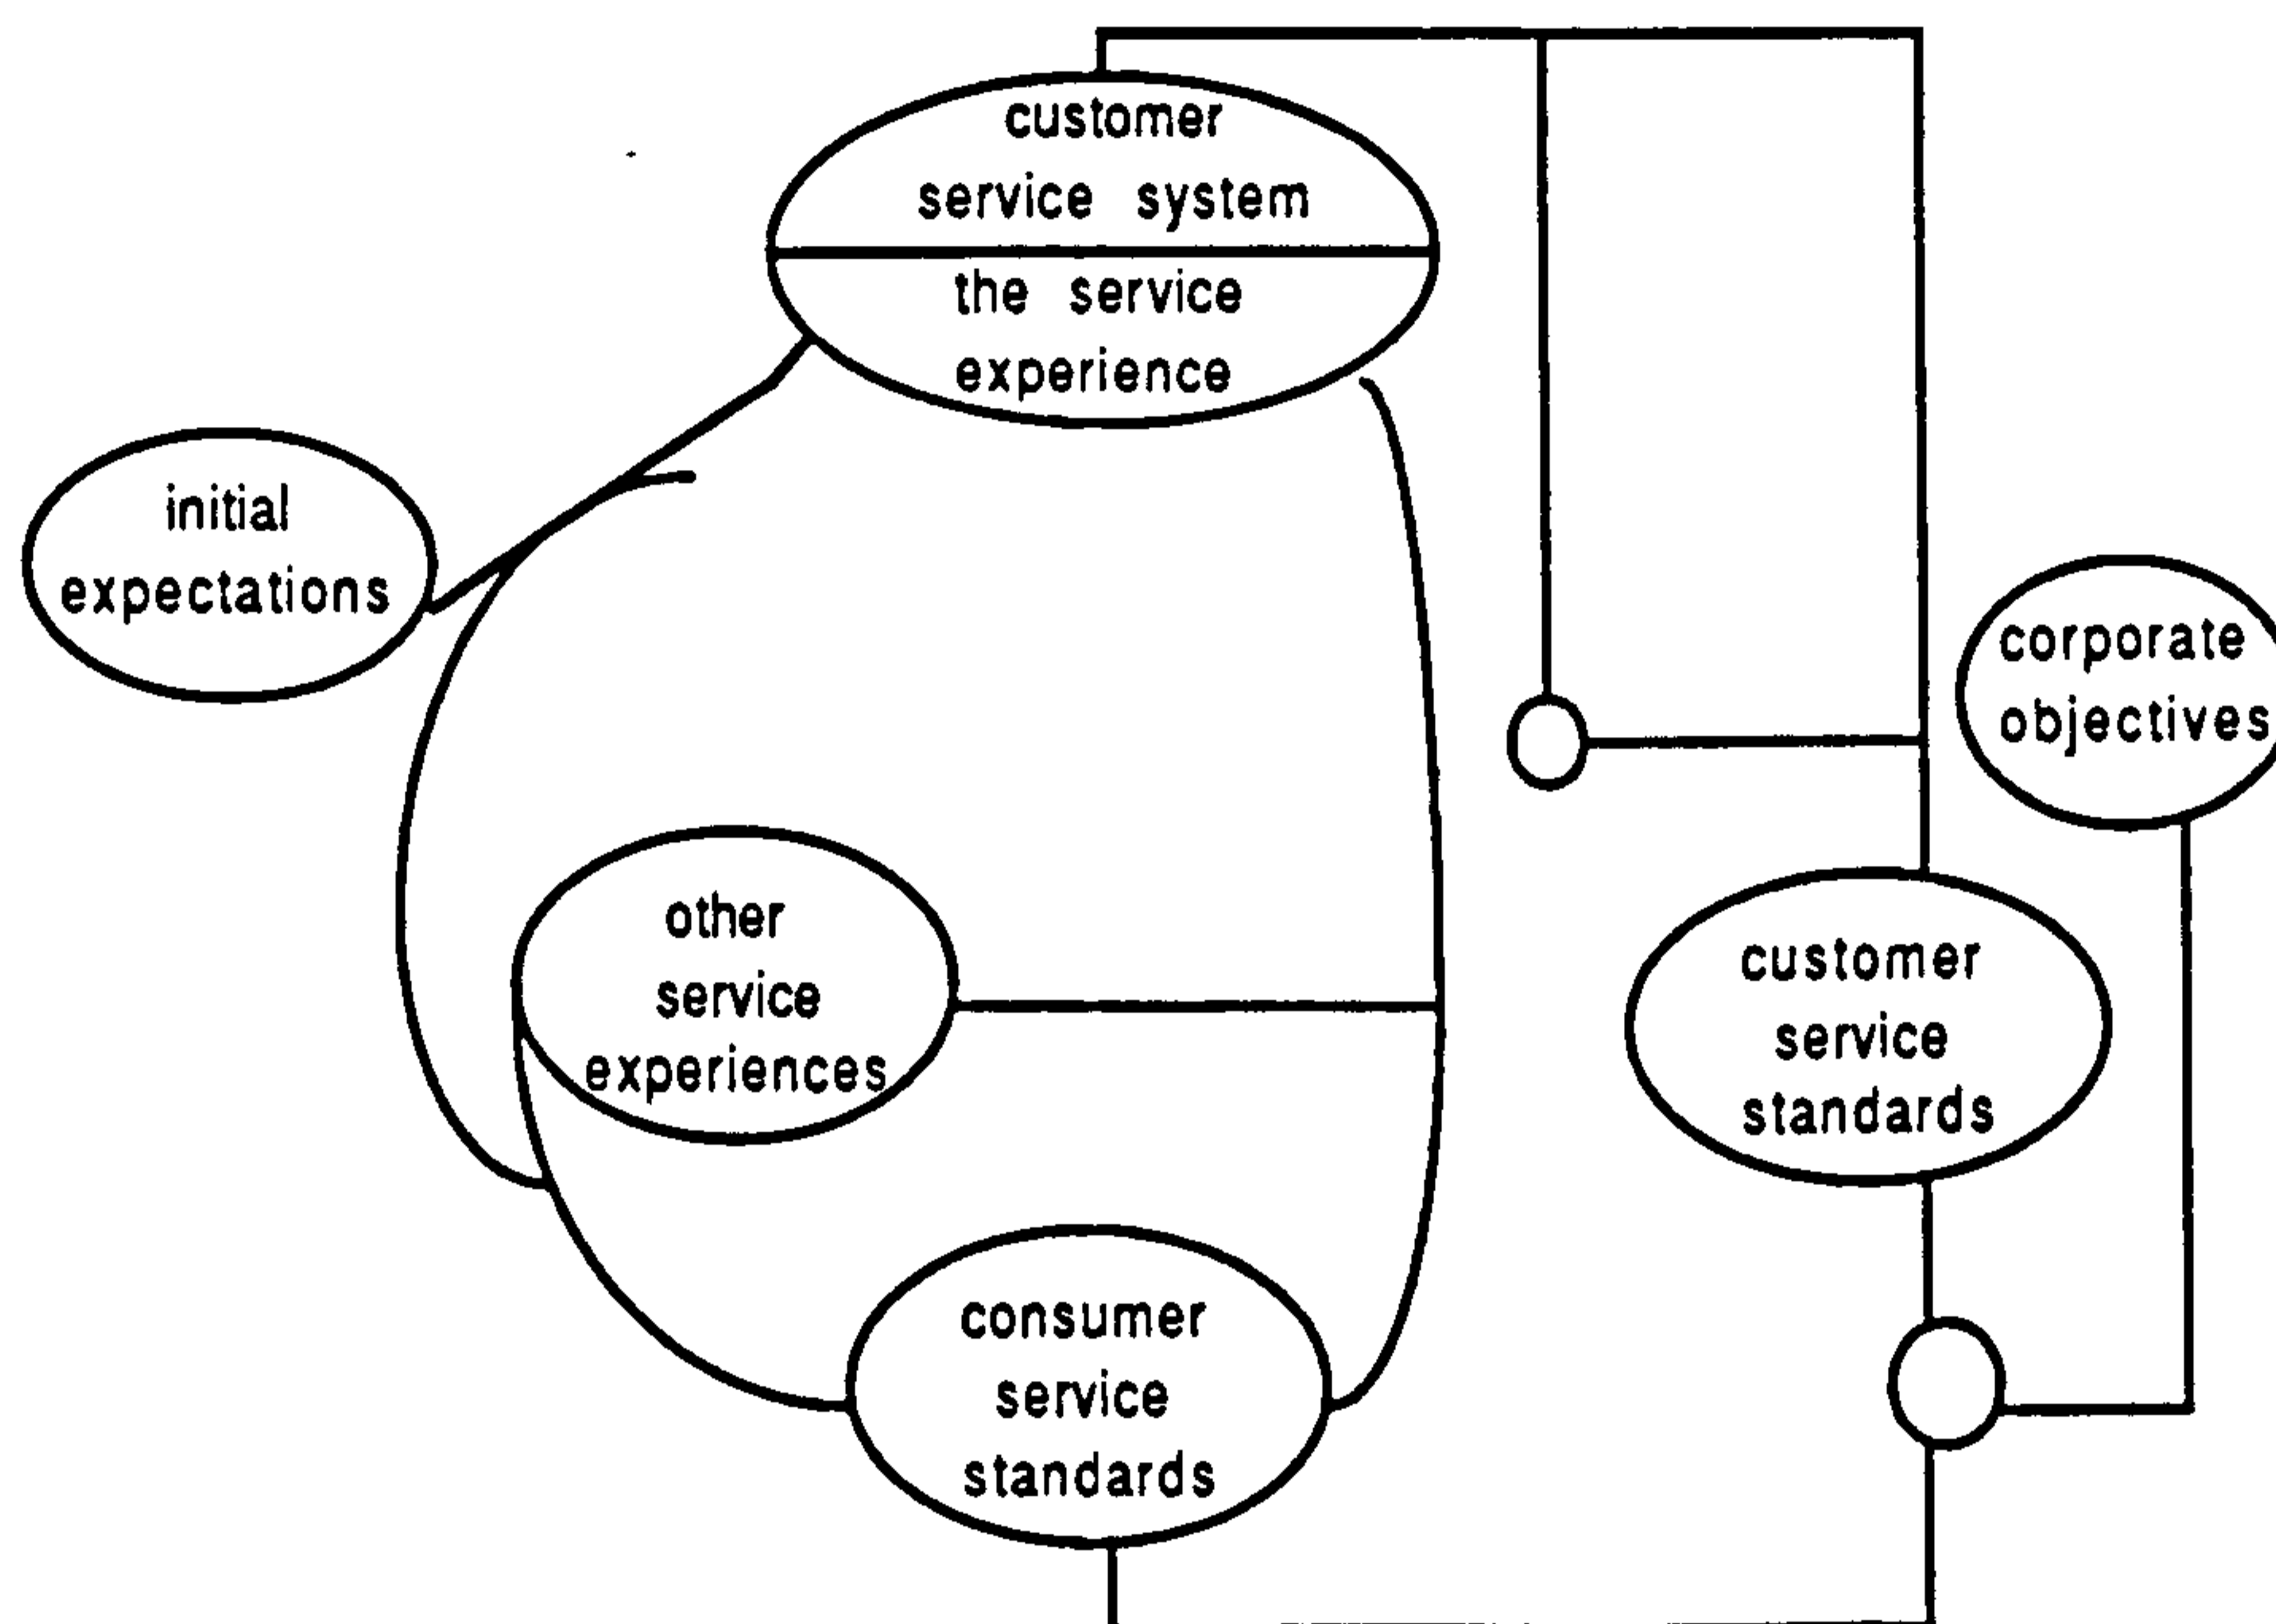 customer
service system
the service
experience
initial
expectations
corporate
objectives
other
service
experiences
customer
service
standards
consumer
service
standards